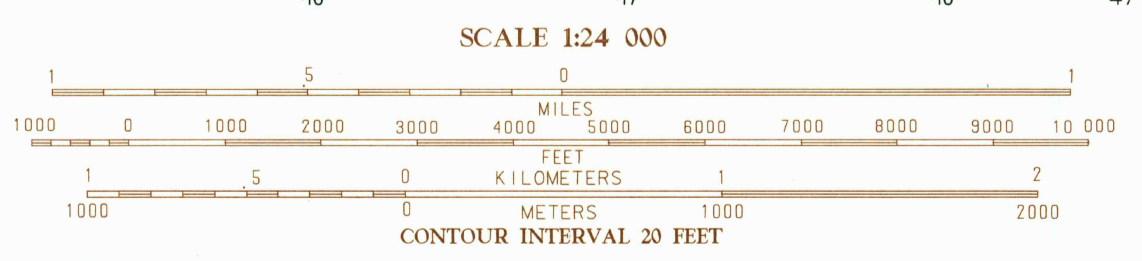 SCALE 1:24 000
1 .5 0 1
MILES
1000 0 1000 2000 3000 4000 5000 6000 7000 8000 9000 10 000
FEET
1 .5 0 KILOMETERS 1 2
1000 0 METERS 1000 2000
CONTOUR INTERVAL 20 FEET